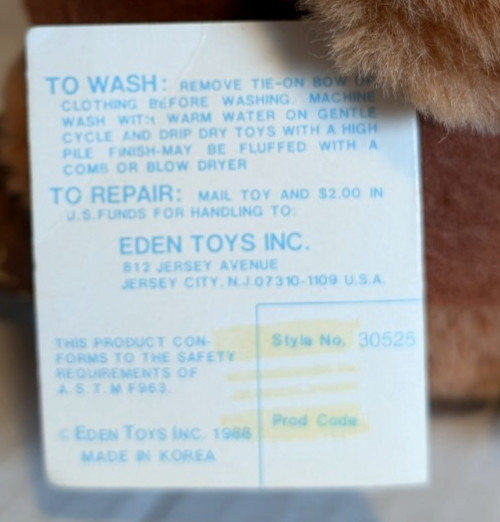 TO WASH: REMOVE TIE-ON BOW UP
CLOTHING BEFORE WASHING. MACHINE
WASH WITH WARM WATER ON GENTLE
CYCLE AND DRIP DRY TOYS WITH A HIGH
PILE FINISH-MAY BE FLUFFED WITH A
COMB OR BLOW DRYER
TO REPAIR: MAIL TOY AND $2.00 IN
U.S.FUNDS FOR HANDLING TO:
EDEN TOYS INC.
812 JERSEY AVENUE
JERSEY CITY, N.J.07310-1109 U.S.A.
THIS PRODUCT CON-
FORMS TO THE SAFETY
REQUIREMENTS OF
A.S.T.M F963.
© EDEN TOYS INC. 1988
MADE IN KOREA
Style No. 30525
Prod Code